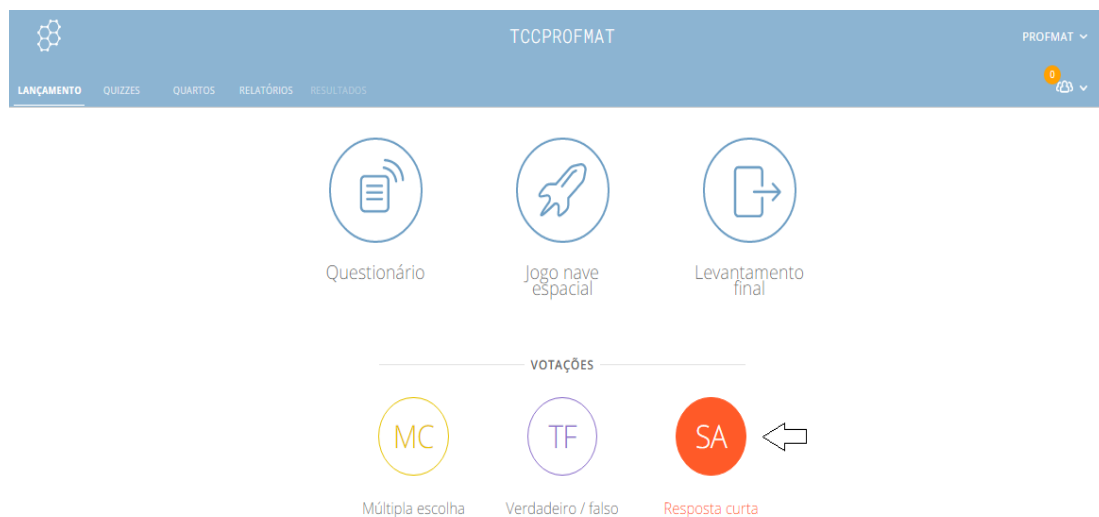 TCCPROFMAT
PROFMAT
LANÇAMENTO QUIZZES QUARTOS RELATÓRIOS RESULTADOS
0
Questionário
Jogo nave
espacial
Levantamento
final
VOTAÇÕES
MC TF SA
Múltipla escolha Verdadeiro / falso Resposta curta